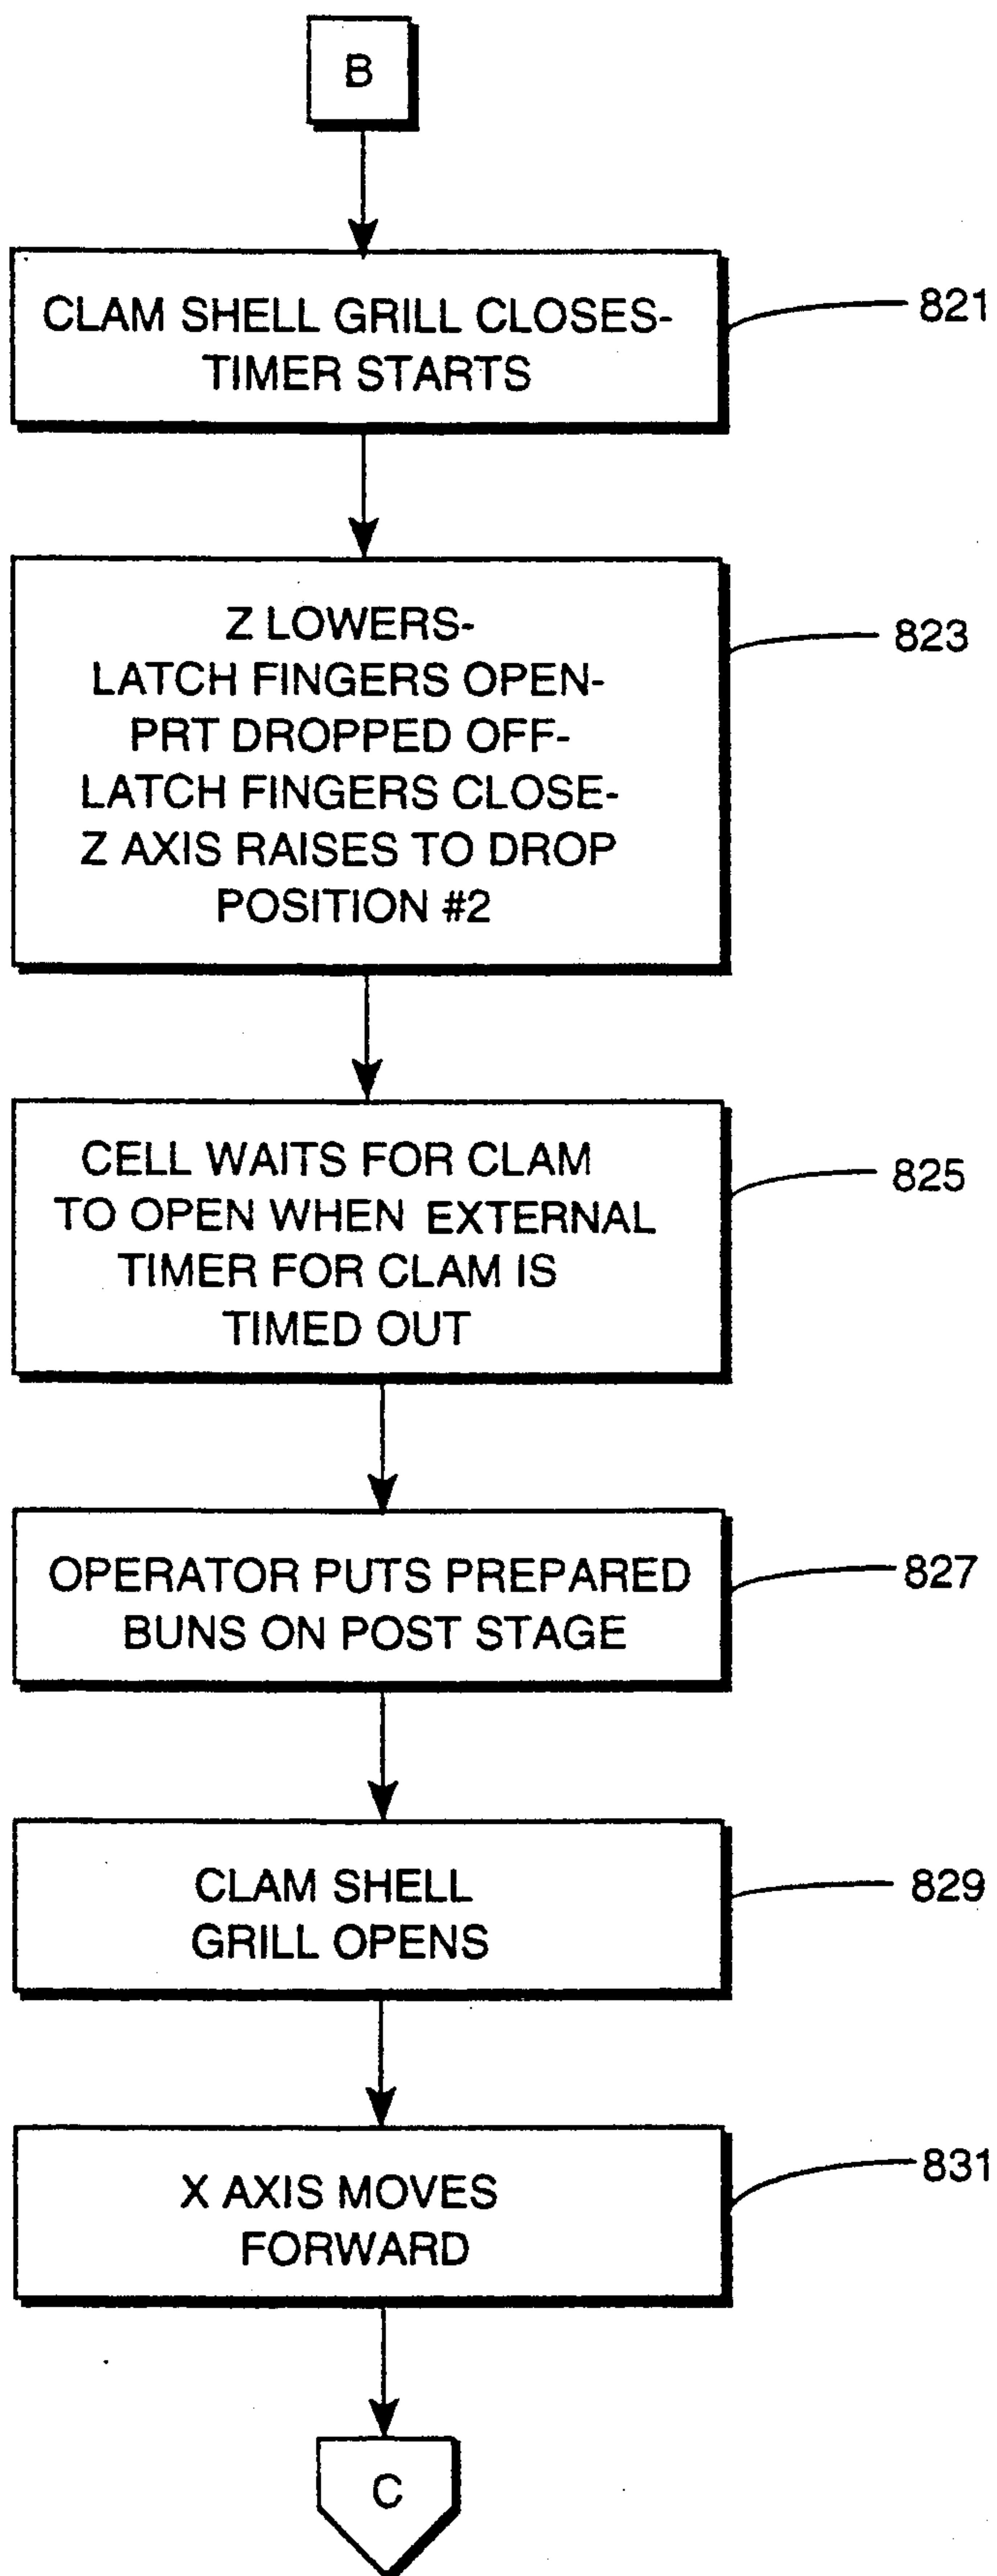 B
CLAM SHELL GRILL CLOSES-
TIMER STARTS
821
Z LOWERS-
LATCH FINGERS OPEN-
PRT DROPPED OFF-
LATCH FINGERS CLOSE-
Z AXIS RAISES TO DROP
POSITION #2
823
CELL WAITS FOR CLAM
TO OPEN WHEN EXTERNAL
TIMER FOR CLAM IS
TIMED OUT
825
OPERATOR PUTS PREPARED
BUNS ON POST STAGE
827
CLAM SHELL
GRILL OPENS
829
X AXIS MOVES
FORWARD
831
C